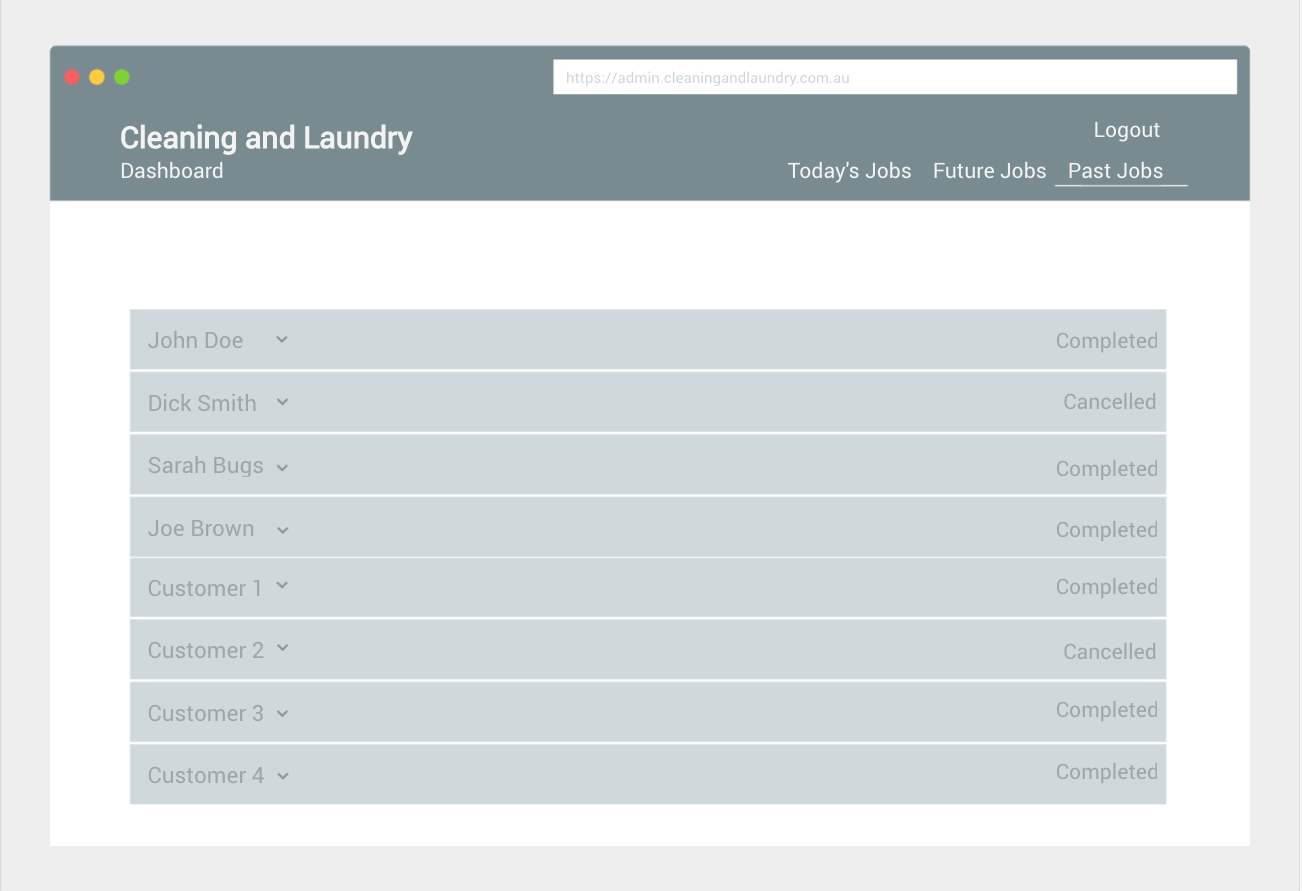 https://admin.cleaningandlaundry.com.au
Cleaning and Laundry
Logout
Dashboard
Today's Jobs
Future Jobs
Past Jobs
John Doe
Completed
Dick Smith
Cancelled
Sarah Bugs
Completed
Joe Brown
Completed
Customer 1
Completed
Customer 2
Cancelled
Customer 3
Completed
Customer 4
Completed